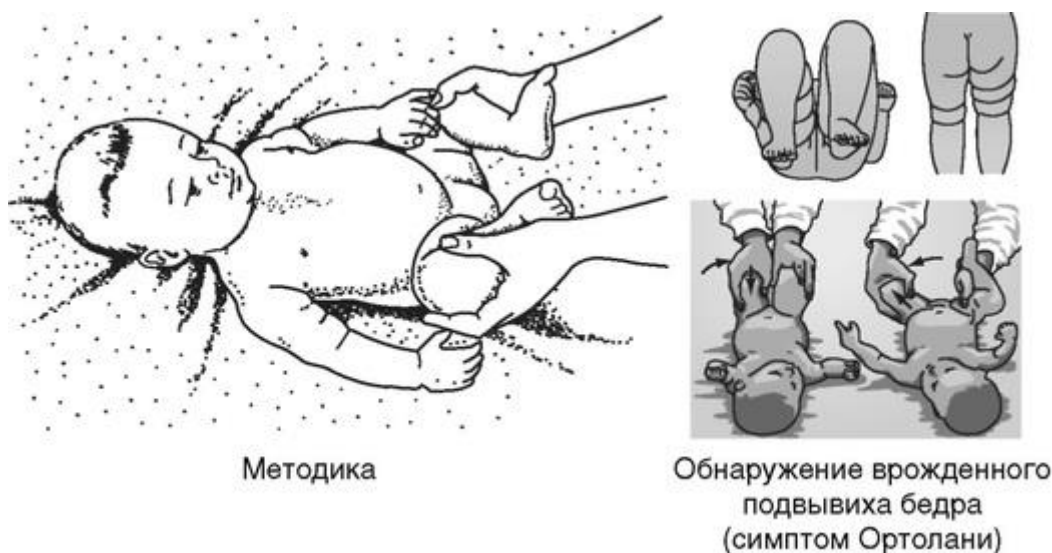 Методика
Обнаружение врожденного
подвывиха бедра
(симптом Ортолани)